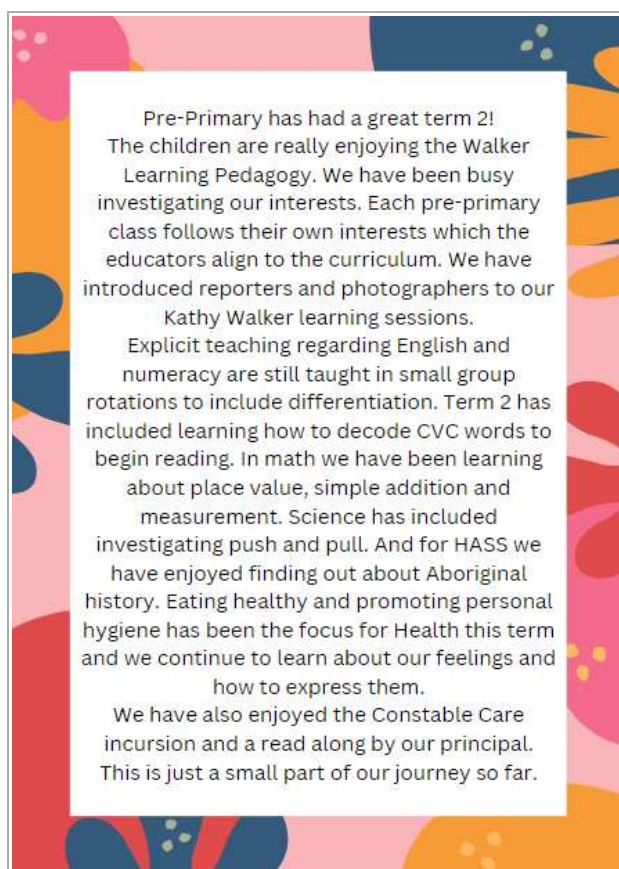 Pre-Primary has had a great term 2!
The children are really enjoying the Walker
Learning Pedagogy. We have been busy
investigating our interests. Each pre-primary
class follows their own interests which the
educators align to the curriculum. We have
introduced reporters and photographers to our
Kathy Walker learning sessions.
Explicit teaching regarding English and
numeracy are still taught in small group
rotations to include differentiation. Term 2 has
included learning how to decode CVC words to
begin reading. In math we have been learning
about place value, simple addition and
measurement. Science has included
investigating push and pull. And for HASS we
have enjoyed finding out about Aboriginal
history. Eating healthy and promoting personal
hygiene has been the focus for Health this term
and we continue to learn about our feelings and
how to express them.
We have also enjoyed the Constable Care
incursion and a read along by our principal.
This is just a small part of our journey so far.